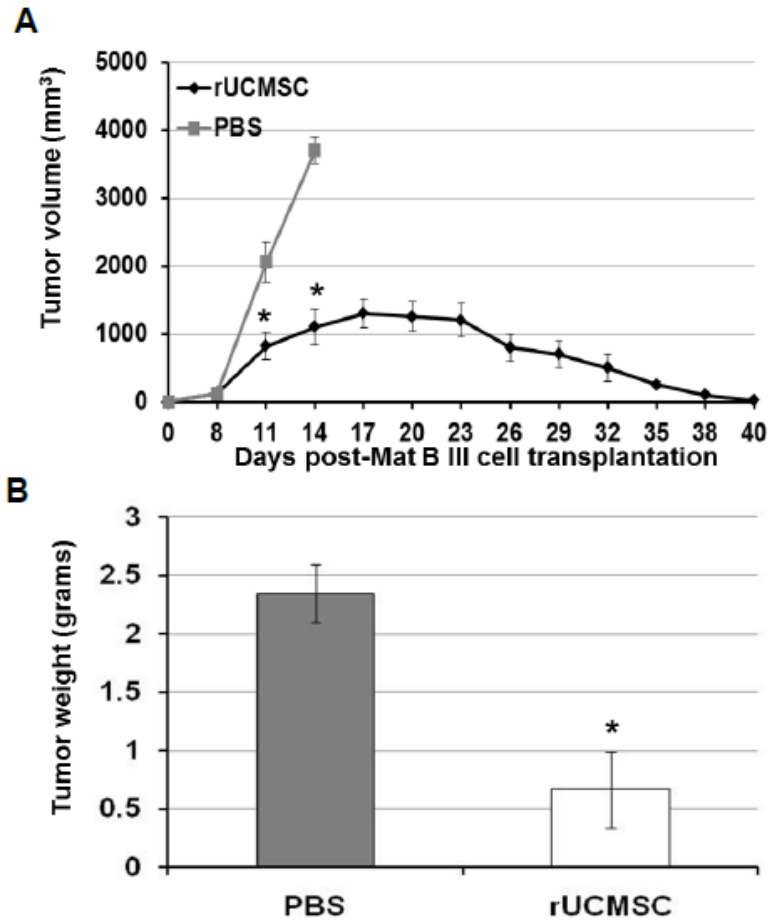 A
Tumor volume (mm³)
5000
4000
3000
2000
1000
0
rUCMSC
PBS
*
*
0 8 11 14 17 20 23 26 29 32 35 38 40
Days post-Mat B III cell transplantation
B
Tumor weight (grams)
3
2.5
2
1.5
1
0.5
0
*
PBS rUCMSC